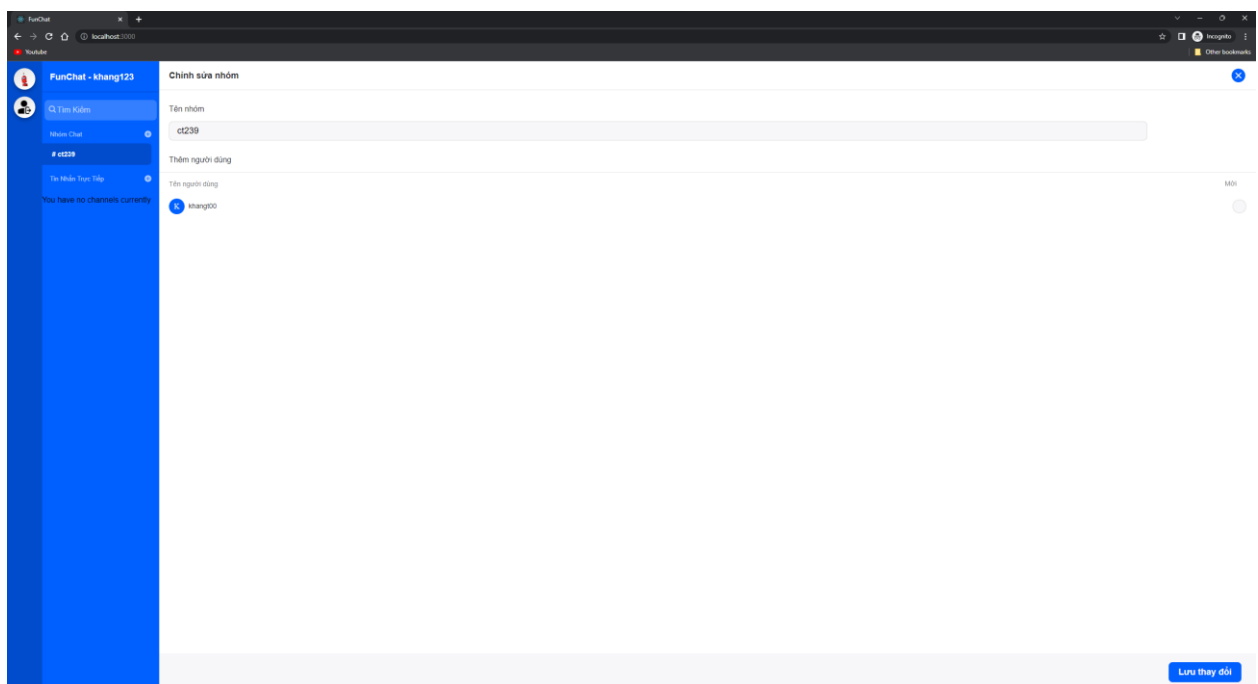 FunChat
localhost:3000
Incognito
Youtube
Other bookmarks
FunChat - khang123
Tìm Kiếm
Nhóm Chat
# ct239
Tin Nhắn Trực Tiếp
You have no channels currently
Chỉnh sửa nhóm
Tên nhóm
ct239
Thêm người dùng
Tên người dùng
Mời
K
khangt00
Lưu thay đổi